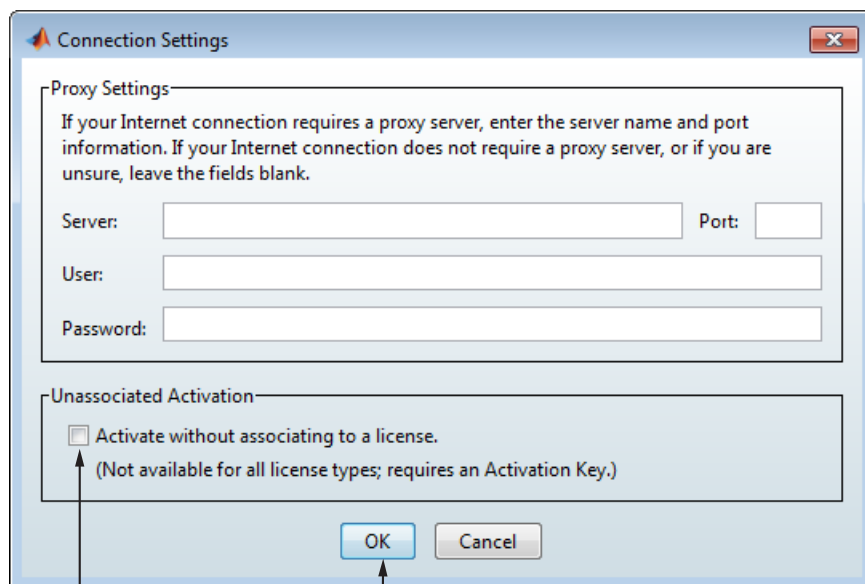 Connection Settings
Proxy Settings
If your Internet connection requires a proxy server, enter the server name and port
information. If your Internet connection does not require a proxy server, or if you are
unsure, leave the fields blank.
Server: Port:
User:
Password:
Unassociated Activation
Activate without associating to a license.
(Not available for all license types; requires an Activation Key.)
OK Cancel